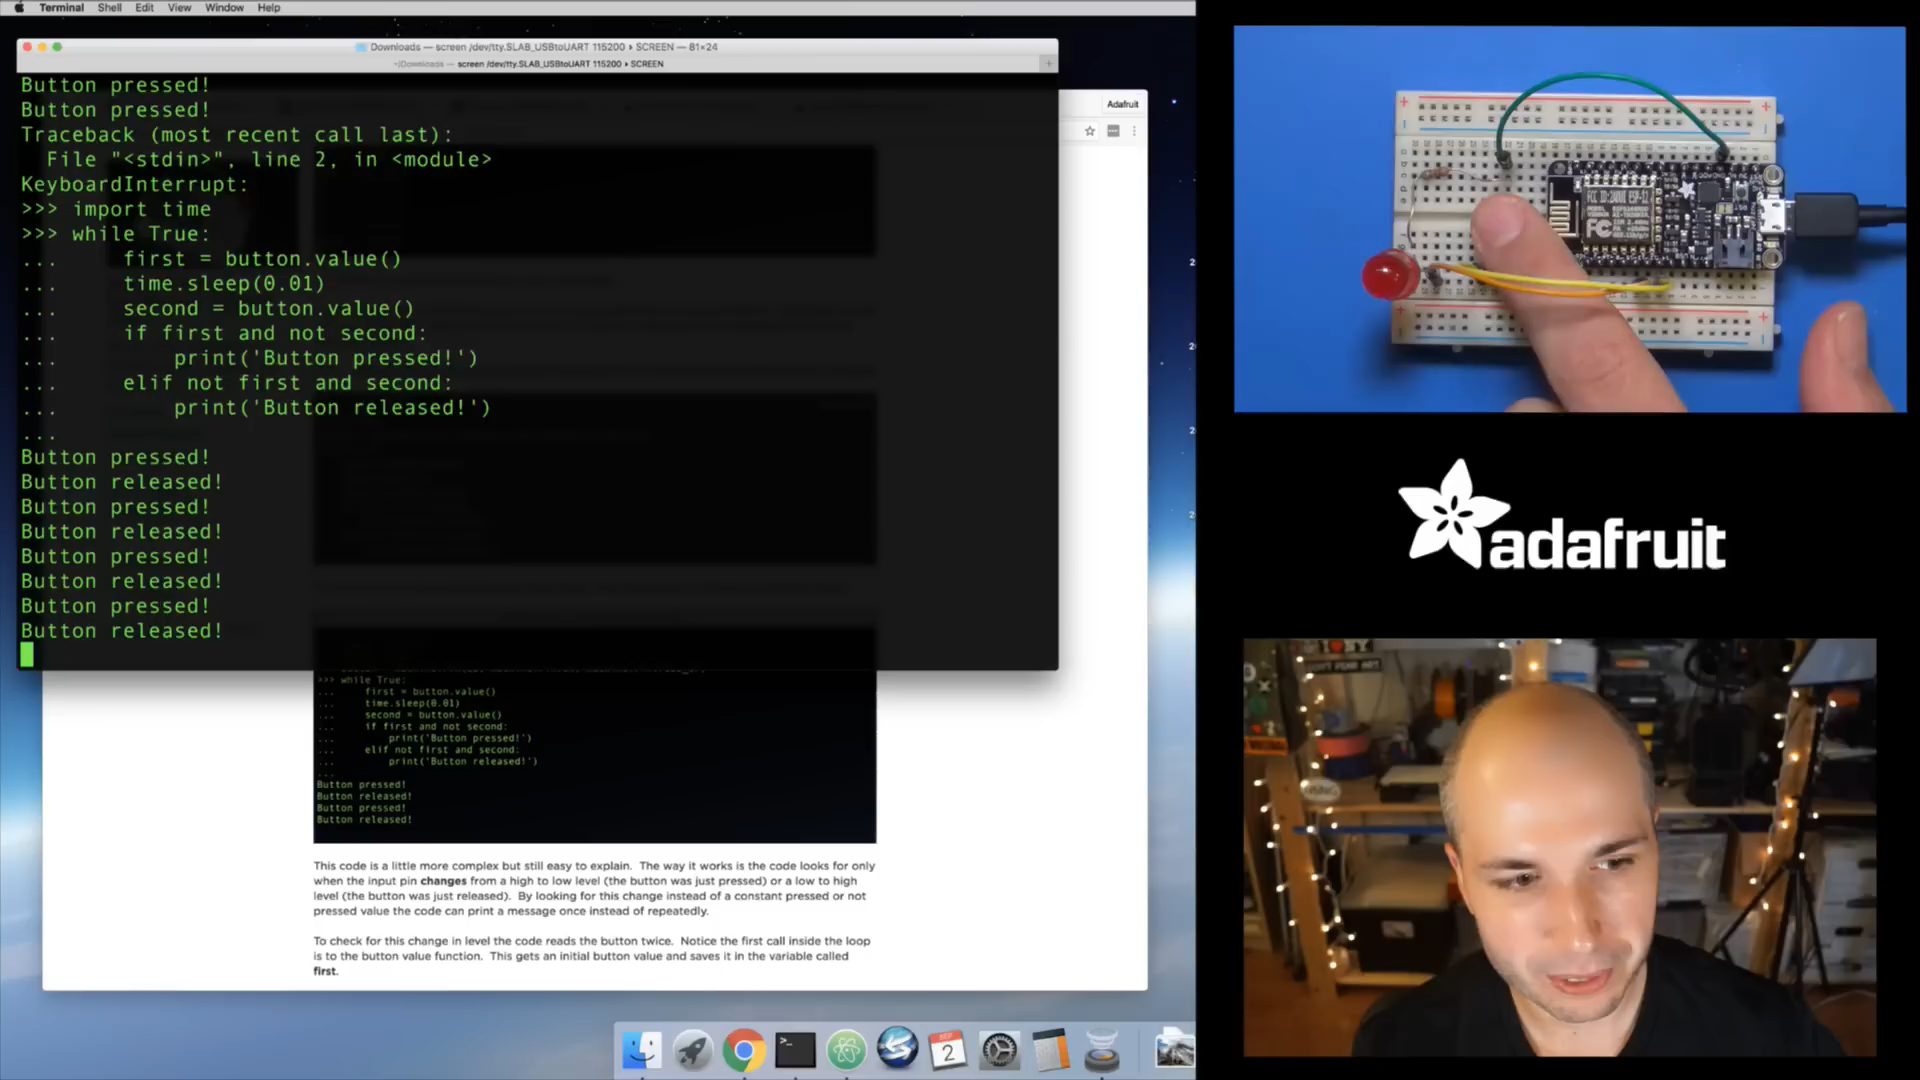 Terminal Shell Edit View Window Help
Downloads — screen /dev/tty.SLAB_USBtoUART 115200 ▸ SCREEN — 81×24
~/Downloads — screen /dev/tty.SLAB_USBtoUART 115200 ▸ SCREEN
Adafruit
Button pressed!
Button pressed!
Traceback (most recent call last):
File "<stdin>", line 2, in <module>
KeyboardInterrupt:
>>> import time
>>> while True:
... first = button.value()
... time.sleep(0.01)
... second = button.value()
... if first and not second:
... print('Button pressed!')
... elif not first and second:
... print('Button released!')
...
Button pressed!
Button released!
Button pressed!
Button released!
Button pressed!
Button released!
Button pressed!
Button released!
>>> while True:
... first = button.value()
... time.sleep(0.01)
... second = button.value()
... if first and not second:
... print('Button pressed!')
... elif not first and second:
... print('Button released!')
...
Button pressed!
Button released!
Button pressed!
Button released!
This code is a little more complex but still easy to explain. The way it works is the code looks for only
when the input pin changes from a high to low level (the button was just pressed) or a low to high
level (the button was just released). By looking for this change instead of a constant pressed or not
pressed value the code can print a message once instead of repeatedly.
To check for this change in level the code reads the button twice. Notice the first call inside the loop
is to the button value function. This gets an initial button value and saves it in the variable called
first.
2
adafruit